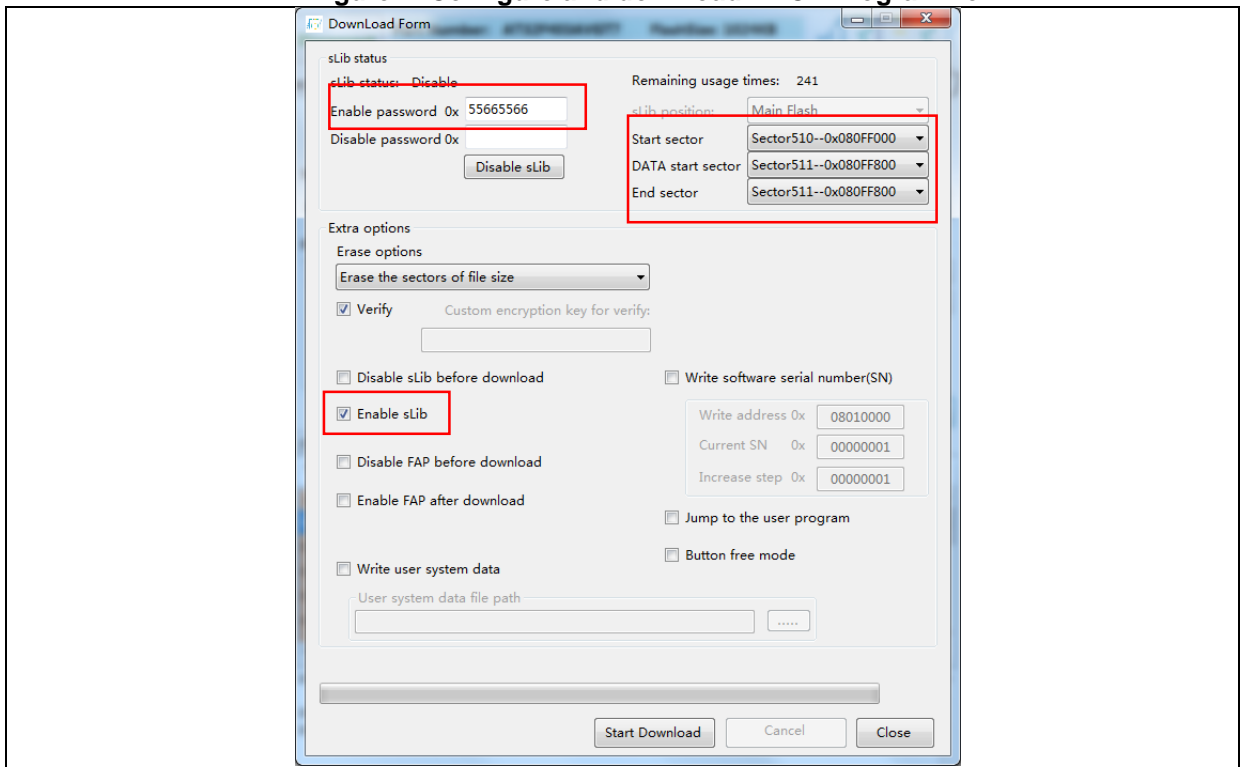 DownLoad Form
sLib status
sLib status: Disable
Remaining usage times: 241
Enable password 0x 55665566
sLib position: Main Flash
Disable password 0x
Start sector Sector510--0x080FF000
Disable sLib
DATA start sector Sector511--0x080FF800
End sector Sector511--0x080FF800
Extra options
Erase options
Erase the sectors of file size
Verify
Custom encryption key for verify:
Disable sLib before download
Write software serial number(SN)
Enable sLib
Write address 0x 08010000
Current SN 0x 00000001
Disable FAP before download
Increase step 0x 00000001
Enable FAP after download
Jump to the user program
Button free mode
Write user system data
User system data file path
.....
Start Download
Cancel
Close